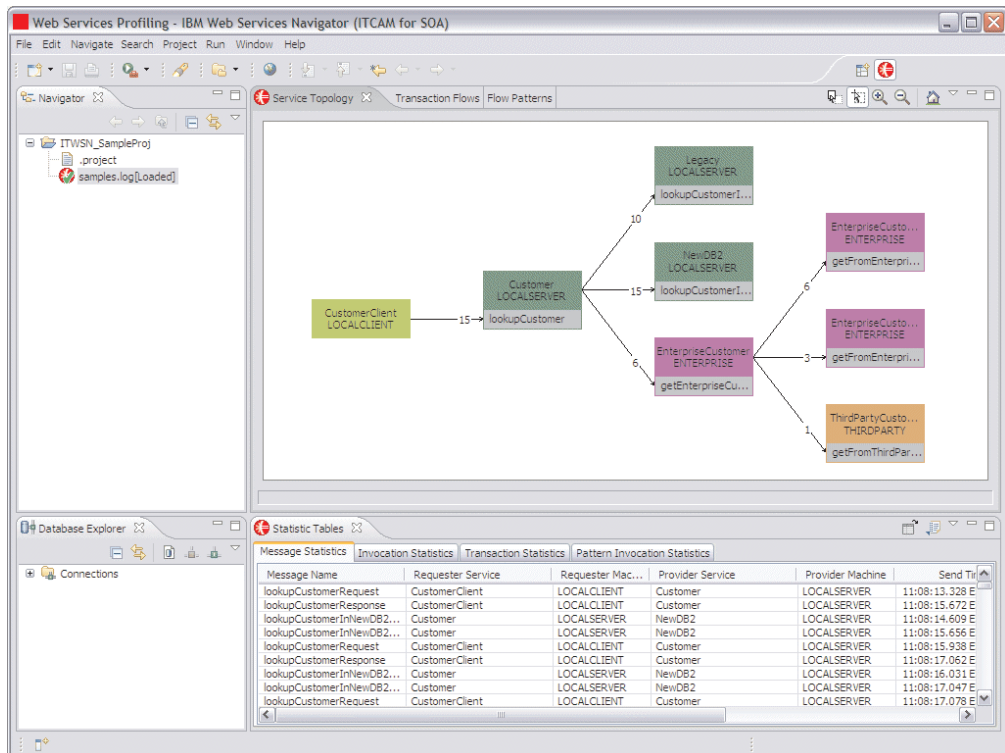 Web Services Profiling - IBM Web Services Navigator (ITCAM for SOA)
File Edit Navigate Search Project Run Window Help
Navigator
ITWSN_SampleProj
.project
samples.log[Loaded]
Service Topology Transaction Flows Flow Patterns
Legacy
LOCALSERVER
lookupCustomerI...
10
NewDB2
LOCALSERVER
lookupCustomerI...
15
Customer
LOCALSERVER
lookupCustomer
CustomerClient
LOCALCLIENT
15
6
EnterpriseCustomer
ENTERPRISE
getEnterpriseCu...
EnterpriseCusto...
ENTERPRISE
getFromEnterpri...
6
EnterpriseCusto...
ENTERPRISE
getFromEnterpri...
3
1
ThirdPartyCusto...
THIRDPARTY
getFromThirdPar...
Database Explorer
Connections
Statistic Tables
Message Statistics Invocation Statistics Transaction Statistics Pattern Invocation Statistics
Message Name Requester Service Requester Mac... Provider Service Provider Machine Send Tir
lookupCustomerRequest CustomerClient LOCALCLIENT Customer LOCALSERVER 11:08:13.328 E
lookupCustomerResponse CustomerClient LOCALCLIENT Customer LOCALSERVER 11:08:15.672 E
lookupCustomerInNewDB2... Customer LOCALSERVER NewDB2 LOCALSERVER 11:08:14.609 E
lookupCustomerInNewDB2... Customer LOCALSERVER NewDB2 LOCALSERVER 11:08:15.656 E
lookupCustomerRequest CustomerClient LOCALCLIENT Customer LOCALSERVER 11:08:15.938 E
lookupCustomerResponse CustomerClient LOCALCLIENT Customer LOCALSERVER 11:08:17.062 E
lookupCustomerInNewDB2... Customer LOCALSERVER NewDB2 LOCALSERVER 11:08:16.031 E
lookupCustomerInNewDB2... Customer LOCALSERVER NewDB2 LOCALSERVER 11:08:17.047 E
lookupCustomerRequest CustomerClient LOCALCLIENT Customer LOCALSERVER 11:08:17.078 E